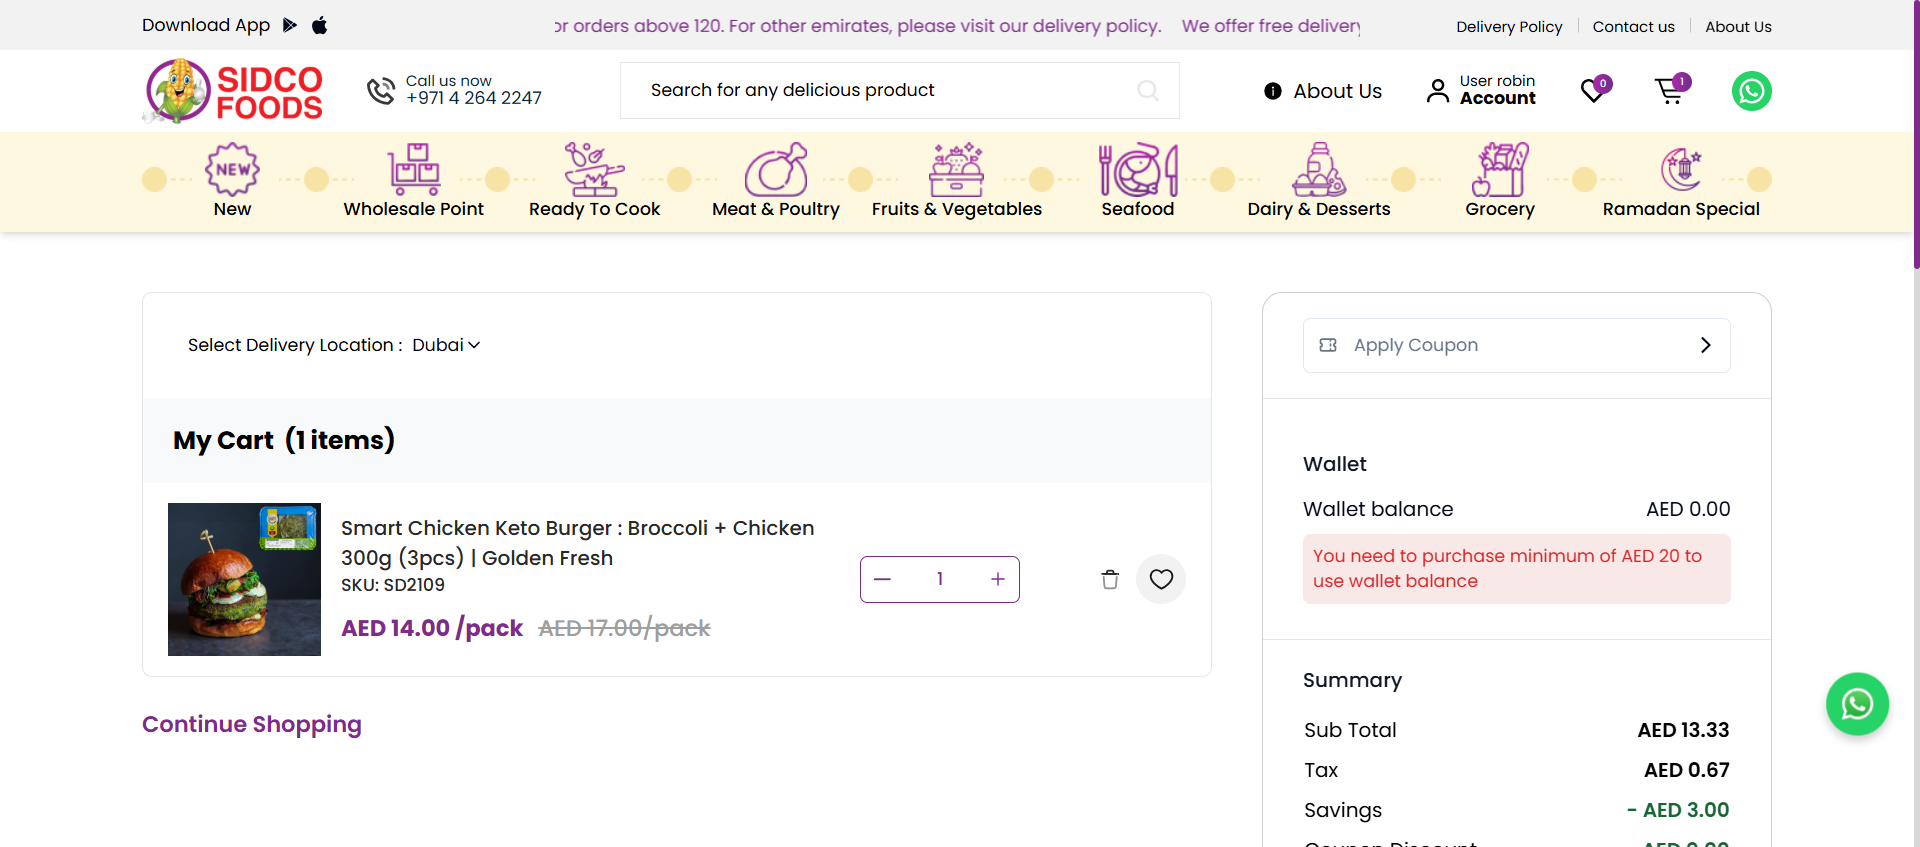 Download App
or orders above 120. For other emirates, please visit our delivery policy. We offer free delivery
Delivery Policy
Contact us
About Us
SIDCO
FOODS
Call us now
+971 4 264 2247
Search for any delicious product
About Us
User robin
Account
0
1
NEW
New
Wholesale Point
Ready To Cook
Meat & Poultry
Fruits & Vegetables
Seafood
Dairy & Desserts
Grocery
Ramadan Special
Select Delivery Location : Dubai
My Cart (1 items)
Smart Chicken Keto Burger : Broccoli + Chicken
300g (3pcs) | Golden Fresh
SKU: SD2109
AED 14.00 /pack AED 17.00/pack
1
Continue Shopping
Apply Coupon
Wallet
Wallet balance AED 0.00
You need to purchase minimum of AED 20 to
use wallet balance
Summary
Sub Total AED 13.33
Tax AED 0.67
Savings - AED 3.00
Coupon Discount AED 0.00